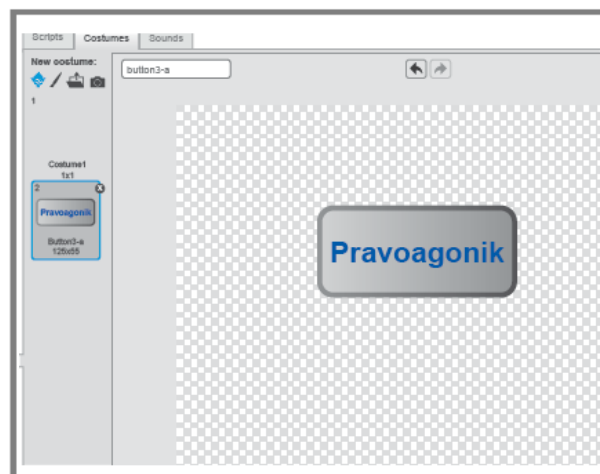 Scripts Costumes Sounds
New costume:
button3-a
1
Costume1
1x1
2
Pravoagonik
Button3-a
125x55
Pravoagonik